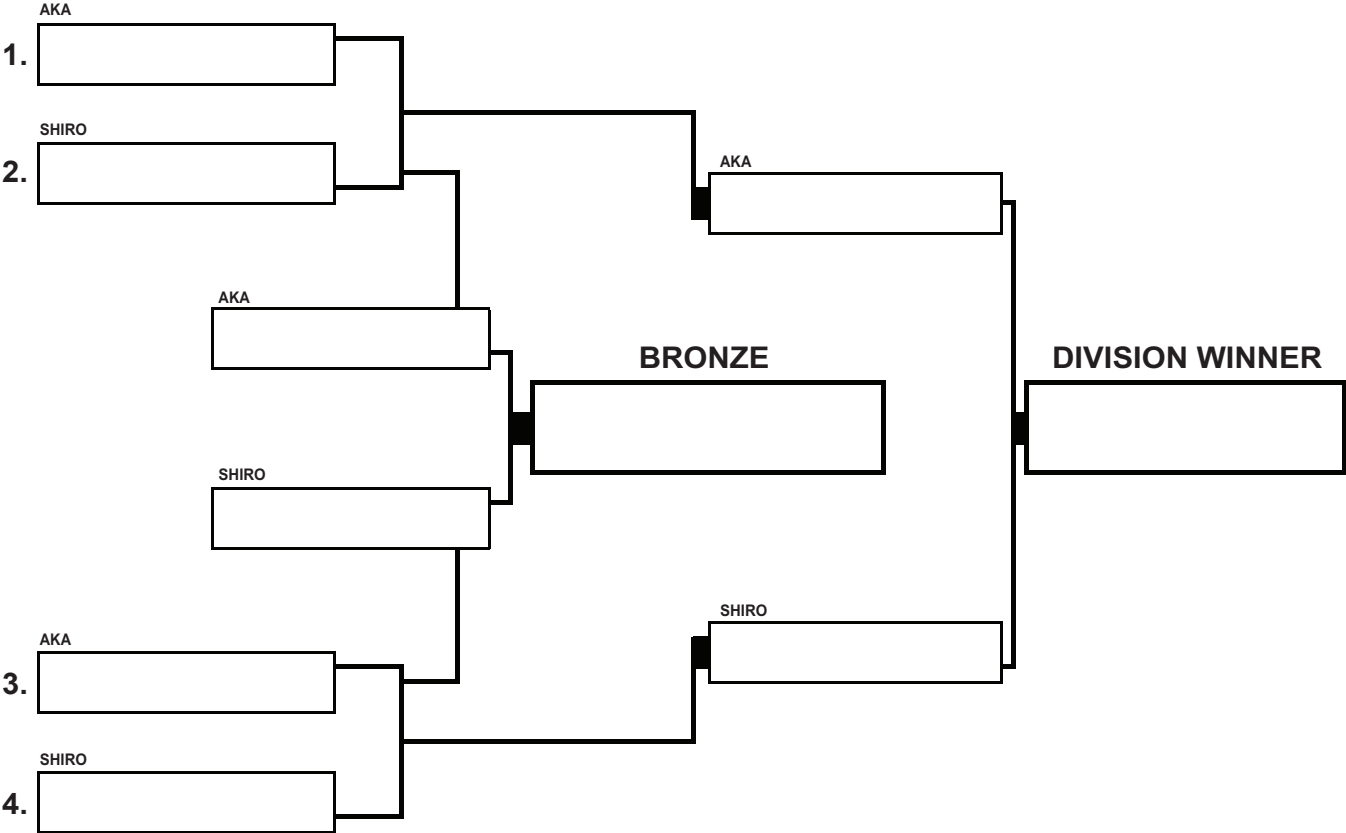 AKA
1.
SHIRO
2.
AKA
AKA
BRONZE
DIVISION WINNER
SHIRO
SHIRO
AKA
3.
SHIRO
4.